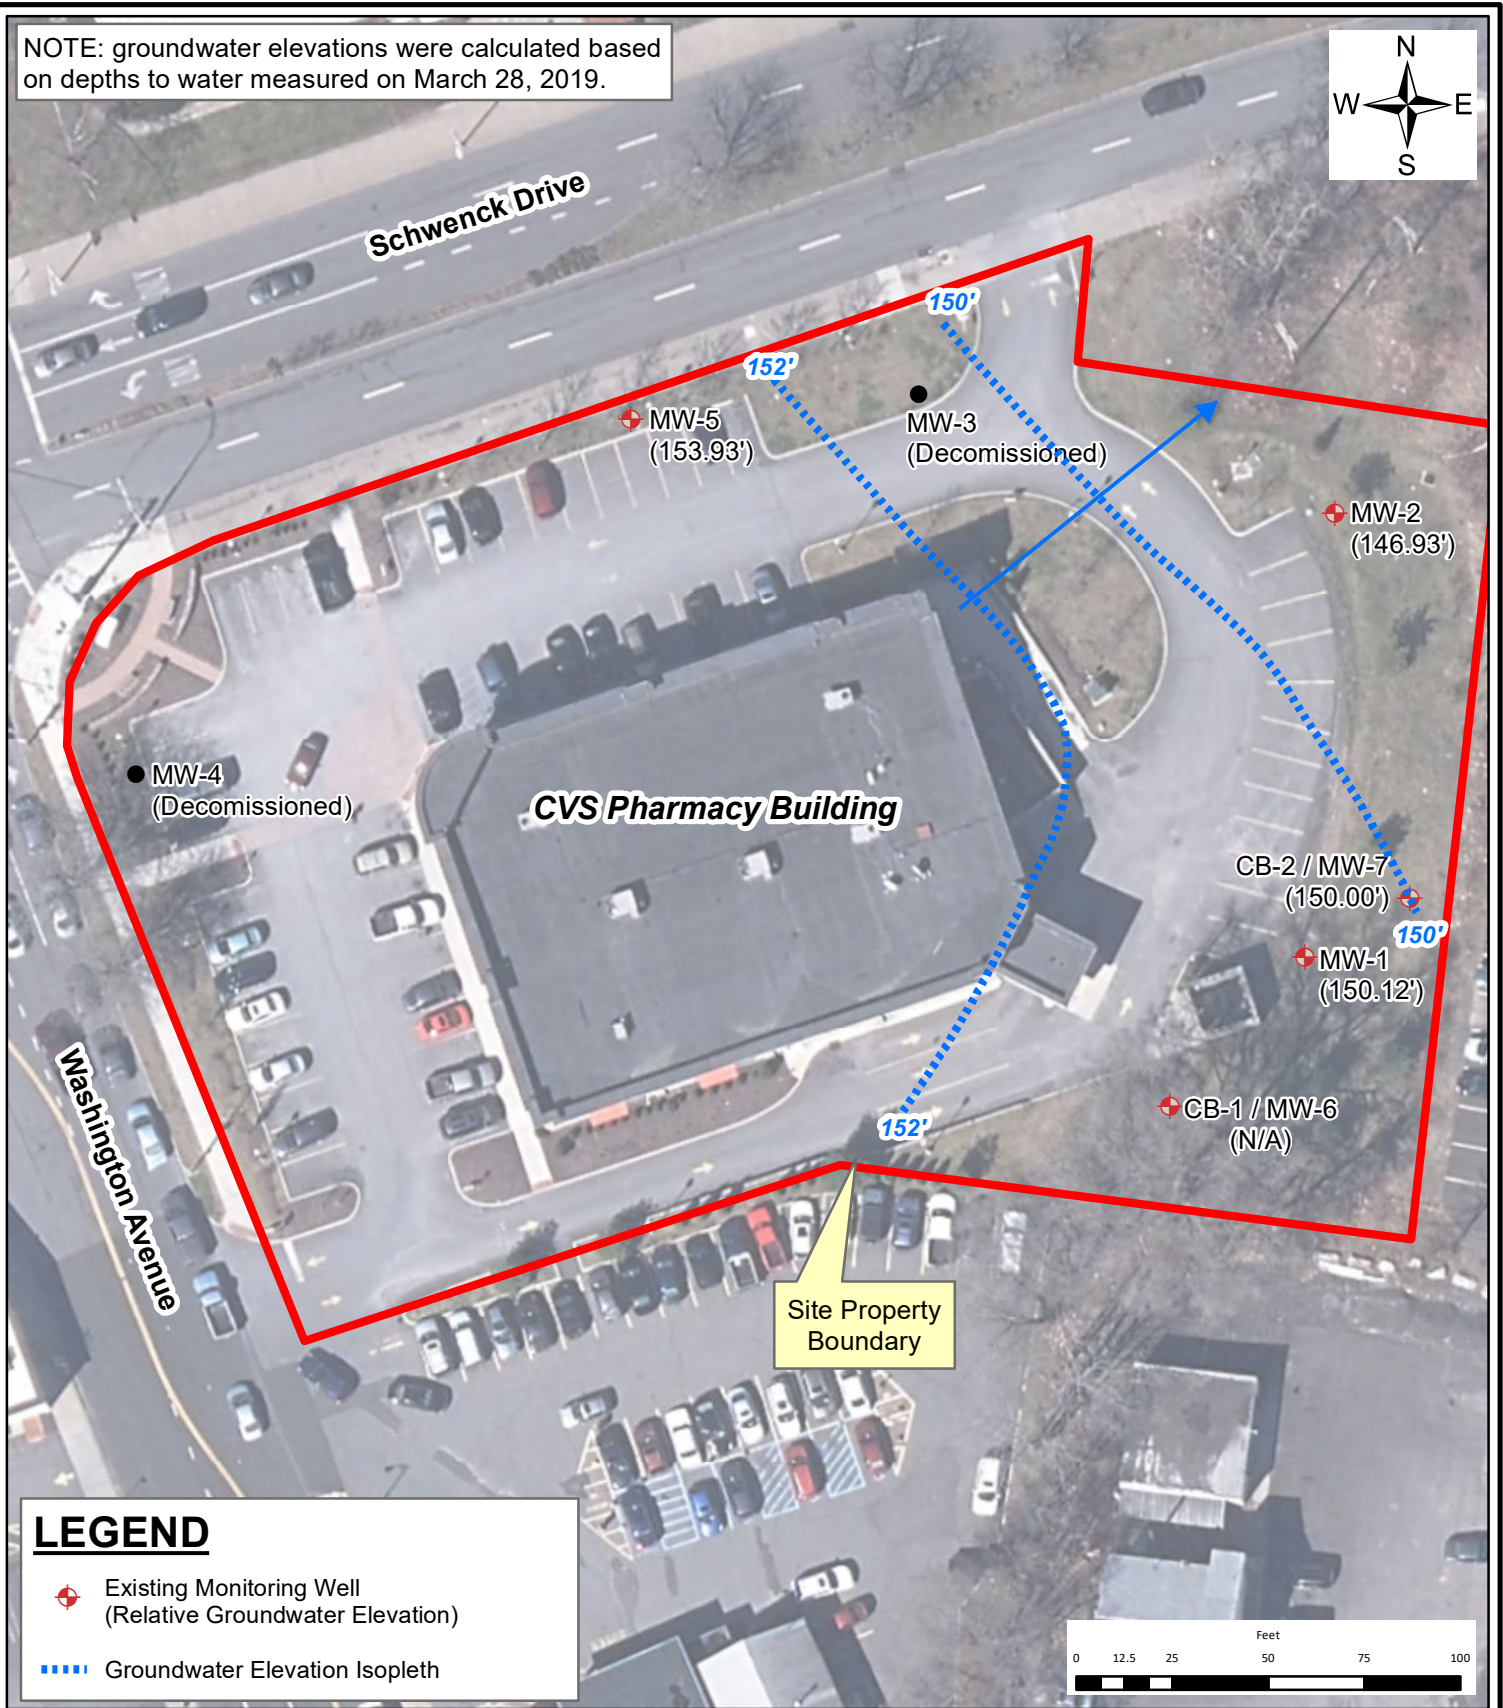 NOTE: groundwater elevations were calculated based
on depths to water measured on March 28, 2019.
N
W E
S
Schwenck Drive
150'
152'
MW-5
(153.93')
MW-3
(Decomissioned)
MW-2
(146.93')
MW-4
(Decomissioned)
CVS Pharmacy Building
CB-2 / MW-7
(150.00')
150'
MW-1
(150.12')
Washington Avenue
CB-1 / MW-6
(N/A)
152'
Site Property
Boundary
LEGEND
Existing Monitoring Well
(Relative Groundwater Elevation)
Groundwater Elevation Isopleth
Feet
0 12.5 25 50 75 100